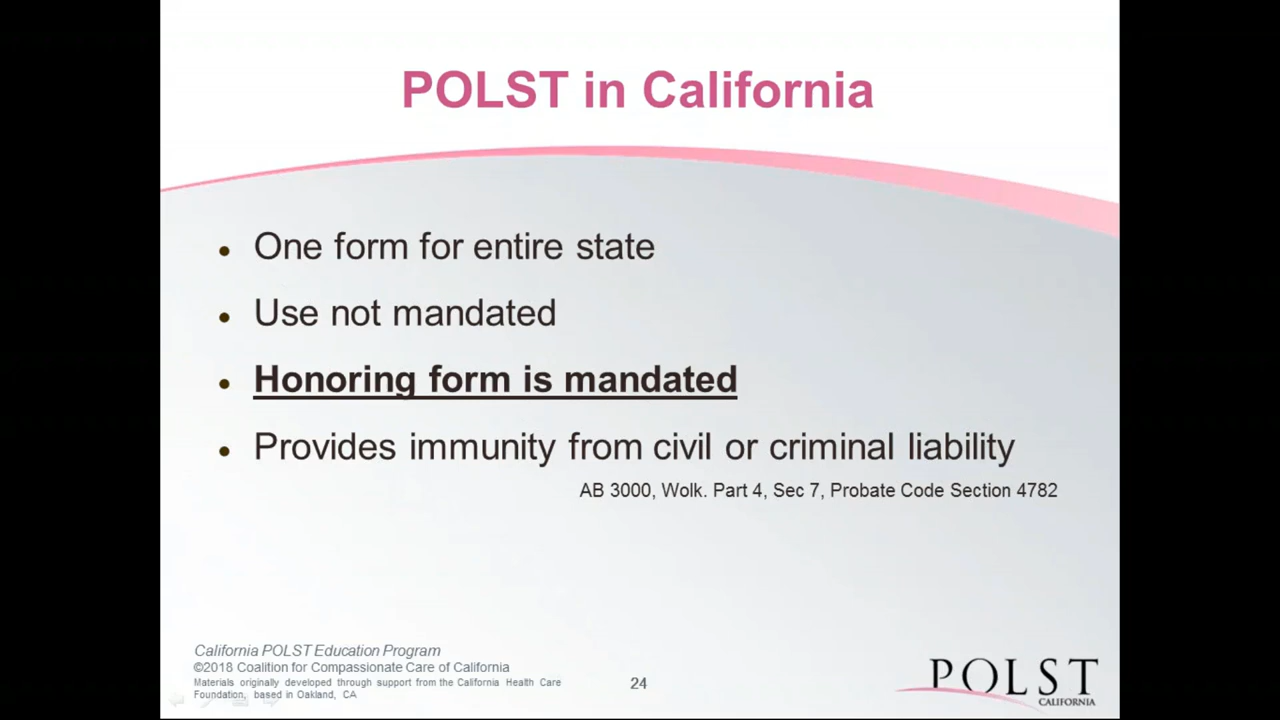 POLST in California
• One form for entire state
• Use not mandated
• Honoring form is mandated
• Provides immunity from civil or criminal liability
AB 3000, Wolk. Part 4, Sec 7, Probate Code Section 4782
California POLST Education Program
©2018 Coalition for Compassionate Care of California
Materials originally developed through support from the California Health Care
Foundation, based in Oakland, CA
24
POLST
CALIFORNIA